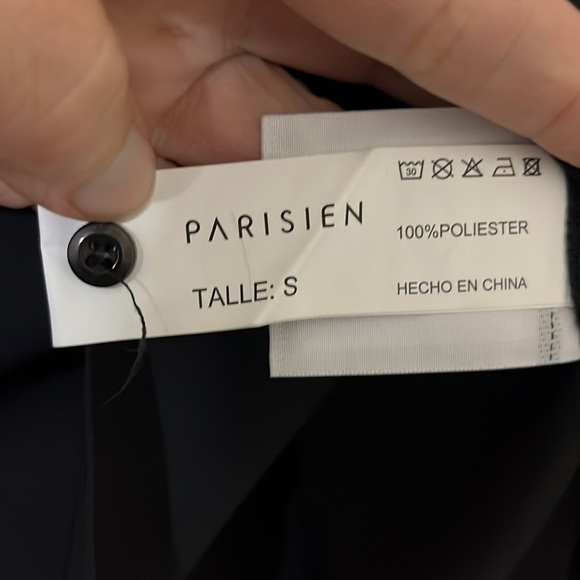 30
PARISIEN
100%POLIESTER
TALLE: S
HECHO EN CHINA